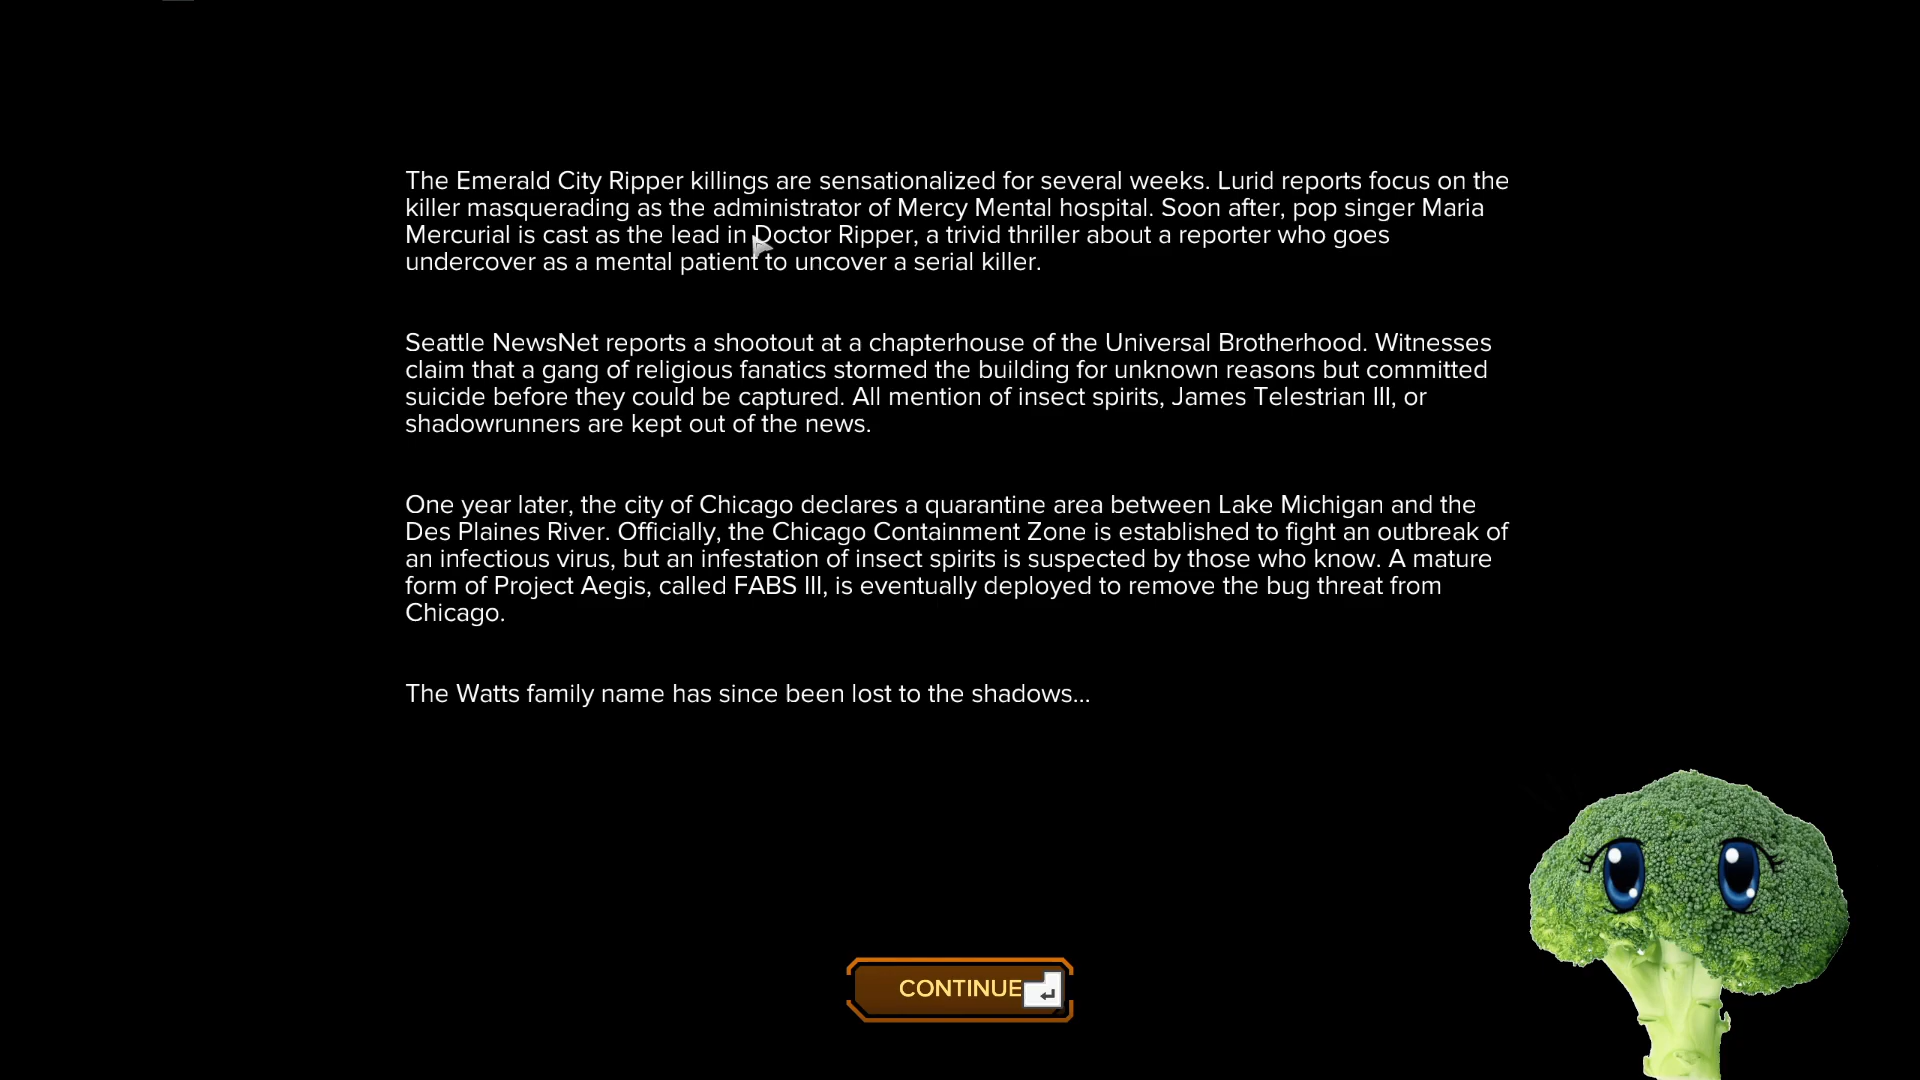 The Emerald City Ripper killings are sensationalized for several weeks. Lurid reports focus on the
killer masquerading as the administrator of Mercy Mental hospital. Soon after, pop singer Maria
Mercurial is cast as the lead in Doctor Ripper, a trivid thriller about a reporter who goes
undercover as a mental patient to uncover a serial killer.
Seattle NewsNet reports a shootout at a chapterhouse of the Universal Brotherhood. Witnesses
claim that a gang of religious fanatics stormed the building for unknown reasons but committed
suicide before they could be captured. All mention of insect spirits, James Telestrian III, or
shadowrunners are kept out of the news.
One year later, the city of Chicago declares a quarantine area between Lake Michigan and the
Des Plaines River. Officially, the Chicago Containment Zone is established to fight an outbreak of
an infectious virus, but an infestation of insect spirits is suspected by those who know. A mature
form of Project Aegis, called FABS III, is eventually deployed to remove the bug threat from
Chicago.
The Watts family name has since been lost to the shadows...
CONTINUE